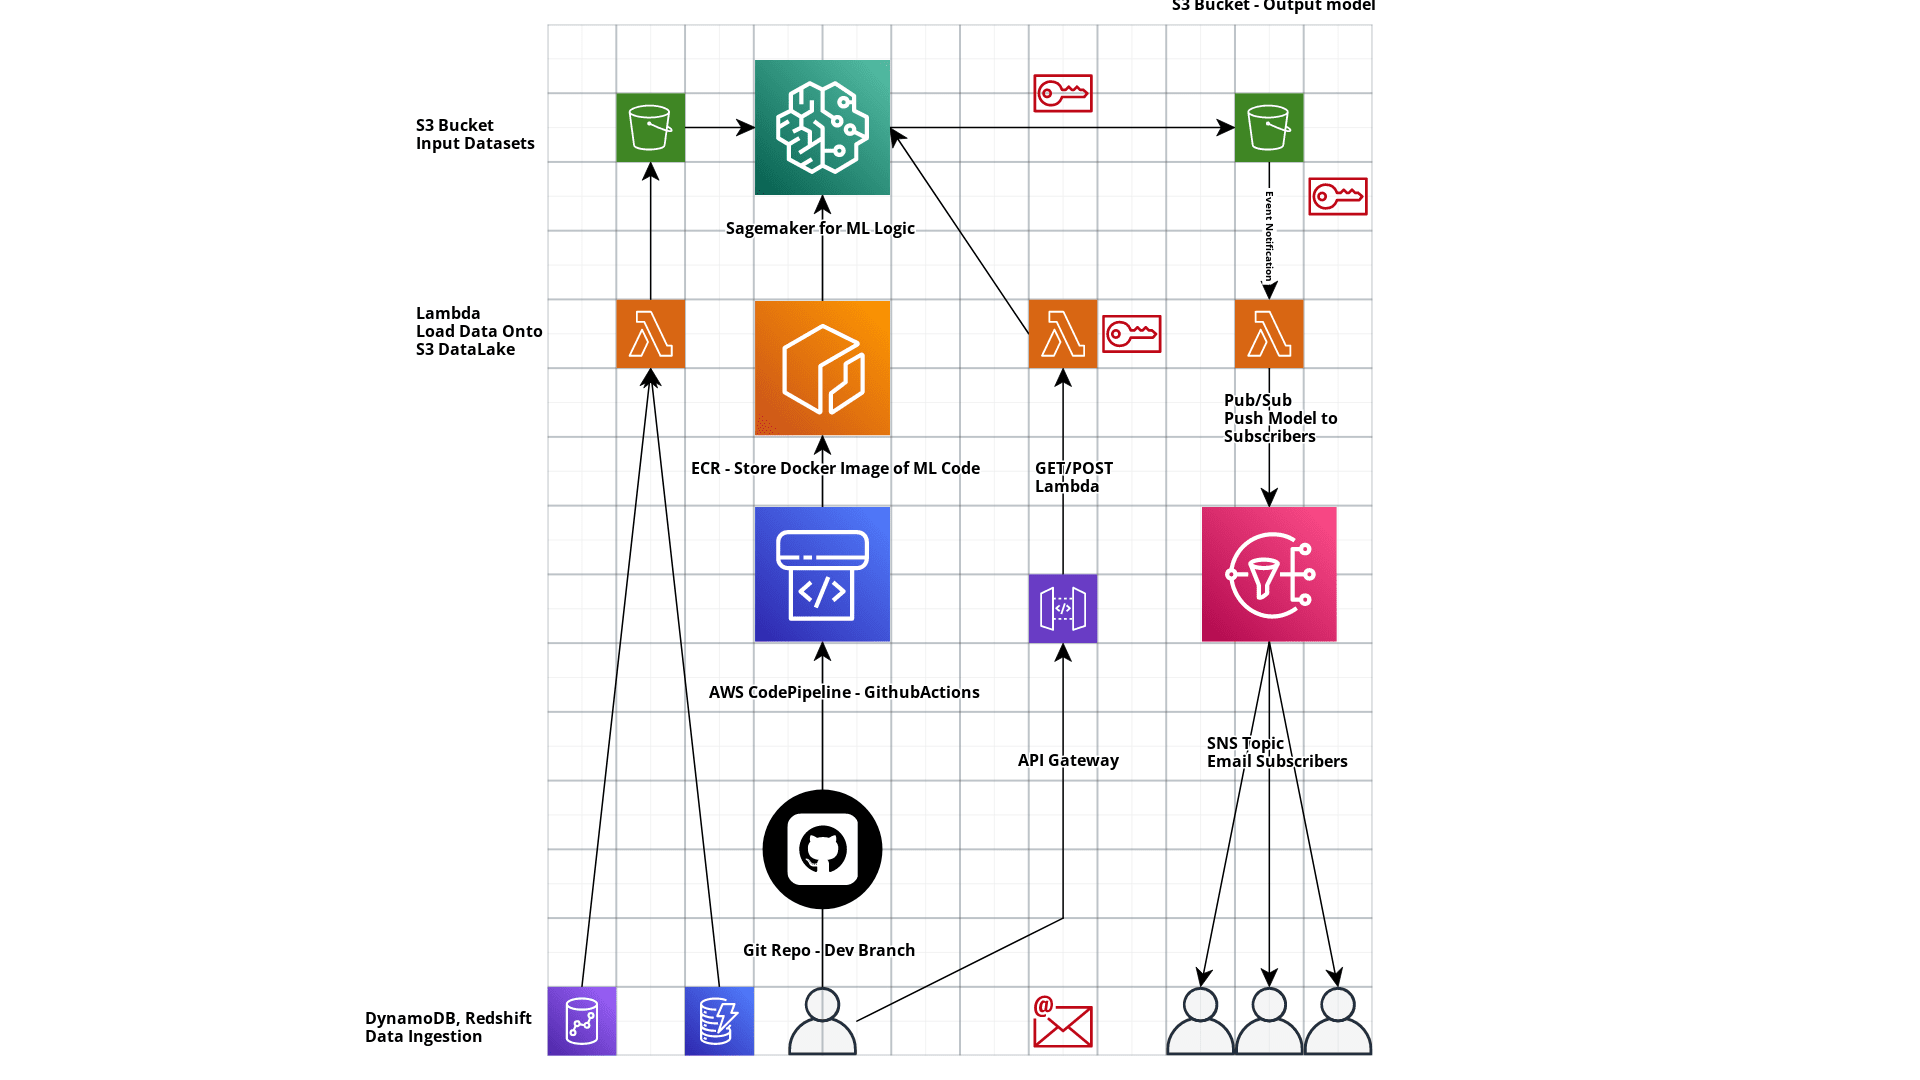 S3 Bucket - Output model
S3 Bucket
Input Datasets
Event Notification
Sagemaker for ML Logic
Lambda
Load Data Onto
S3 DataLake
Pub/Sub
Push Model to
Subscribers
ECR - Store Docker Image of ML Code
GET/POST
Lambda
AWS CodePipeline - GithubActions
SNS Topic
Email Subscribers
API Gateway
Git Repo - Dev Branch
DynamoDB, Redshift
Data Ingestion